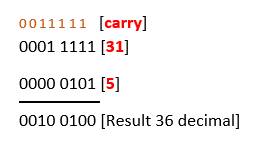 0011111 [carry]
0001 1111 [31]
0000 0101 [5]
0010 0100 [Result 36 decimal]